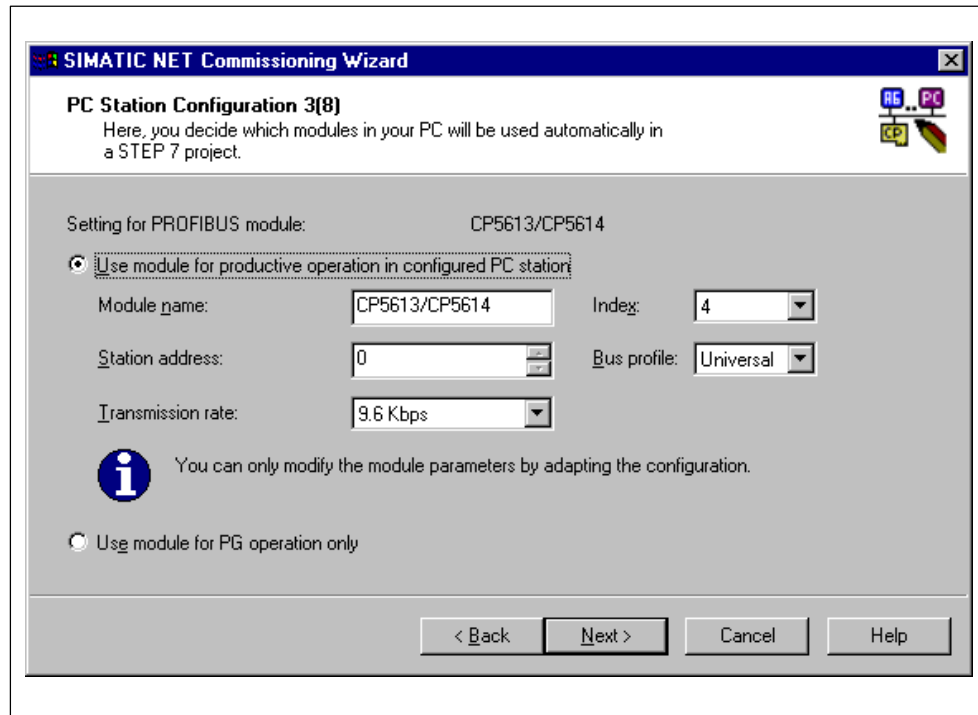 SIMATIC NET Commissioning Wizard
PC Station Configuration 3(8)
Here, you decide which modules in your PC will be used automatically in
a STEP 7 project.
AG .. PC
CP
Setting for PROFIBUS module: CP5613/CP5614
Use module for productive operation in configured PC station
Module name: CP5613/CP5614 Index: 4
Station address: 0 Bus profile: Universal
Transmission rate: 9.6 Kbps
You can only modify the module parameters by adapting the configuration.
Use module for PG operation only
< Back Next > Cancel Help